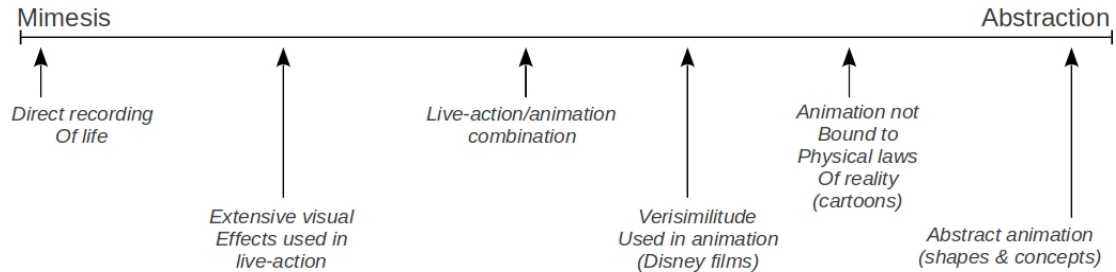 Mimesis
Abstraction
Direct recording
Of life
Extensive visual
Effects used in
live-action
Live-action/animation
combination
Verisimilitude
Used in animation
(Disney films)
Animation not
Bound to
Physical laws
Of reality
(cartoons)
Abstract animation
(shapes & concepts)